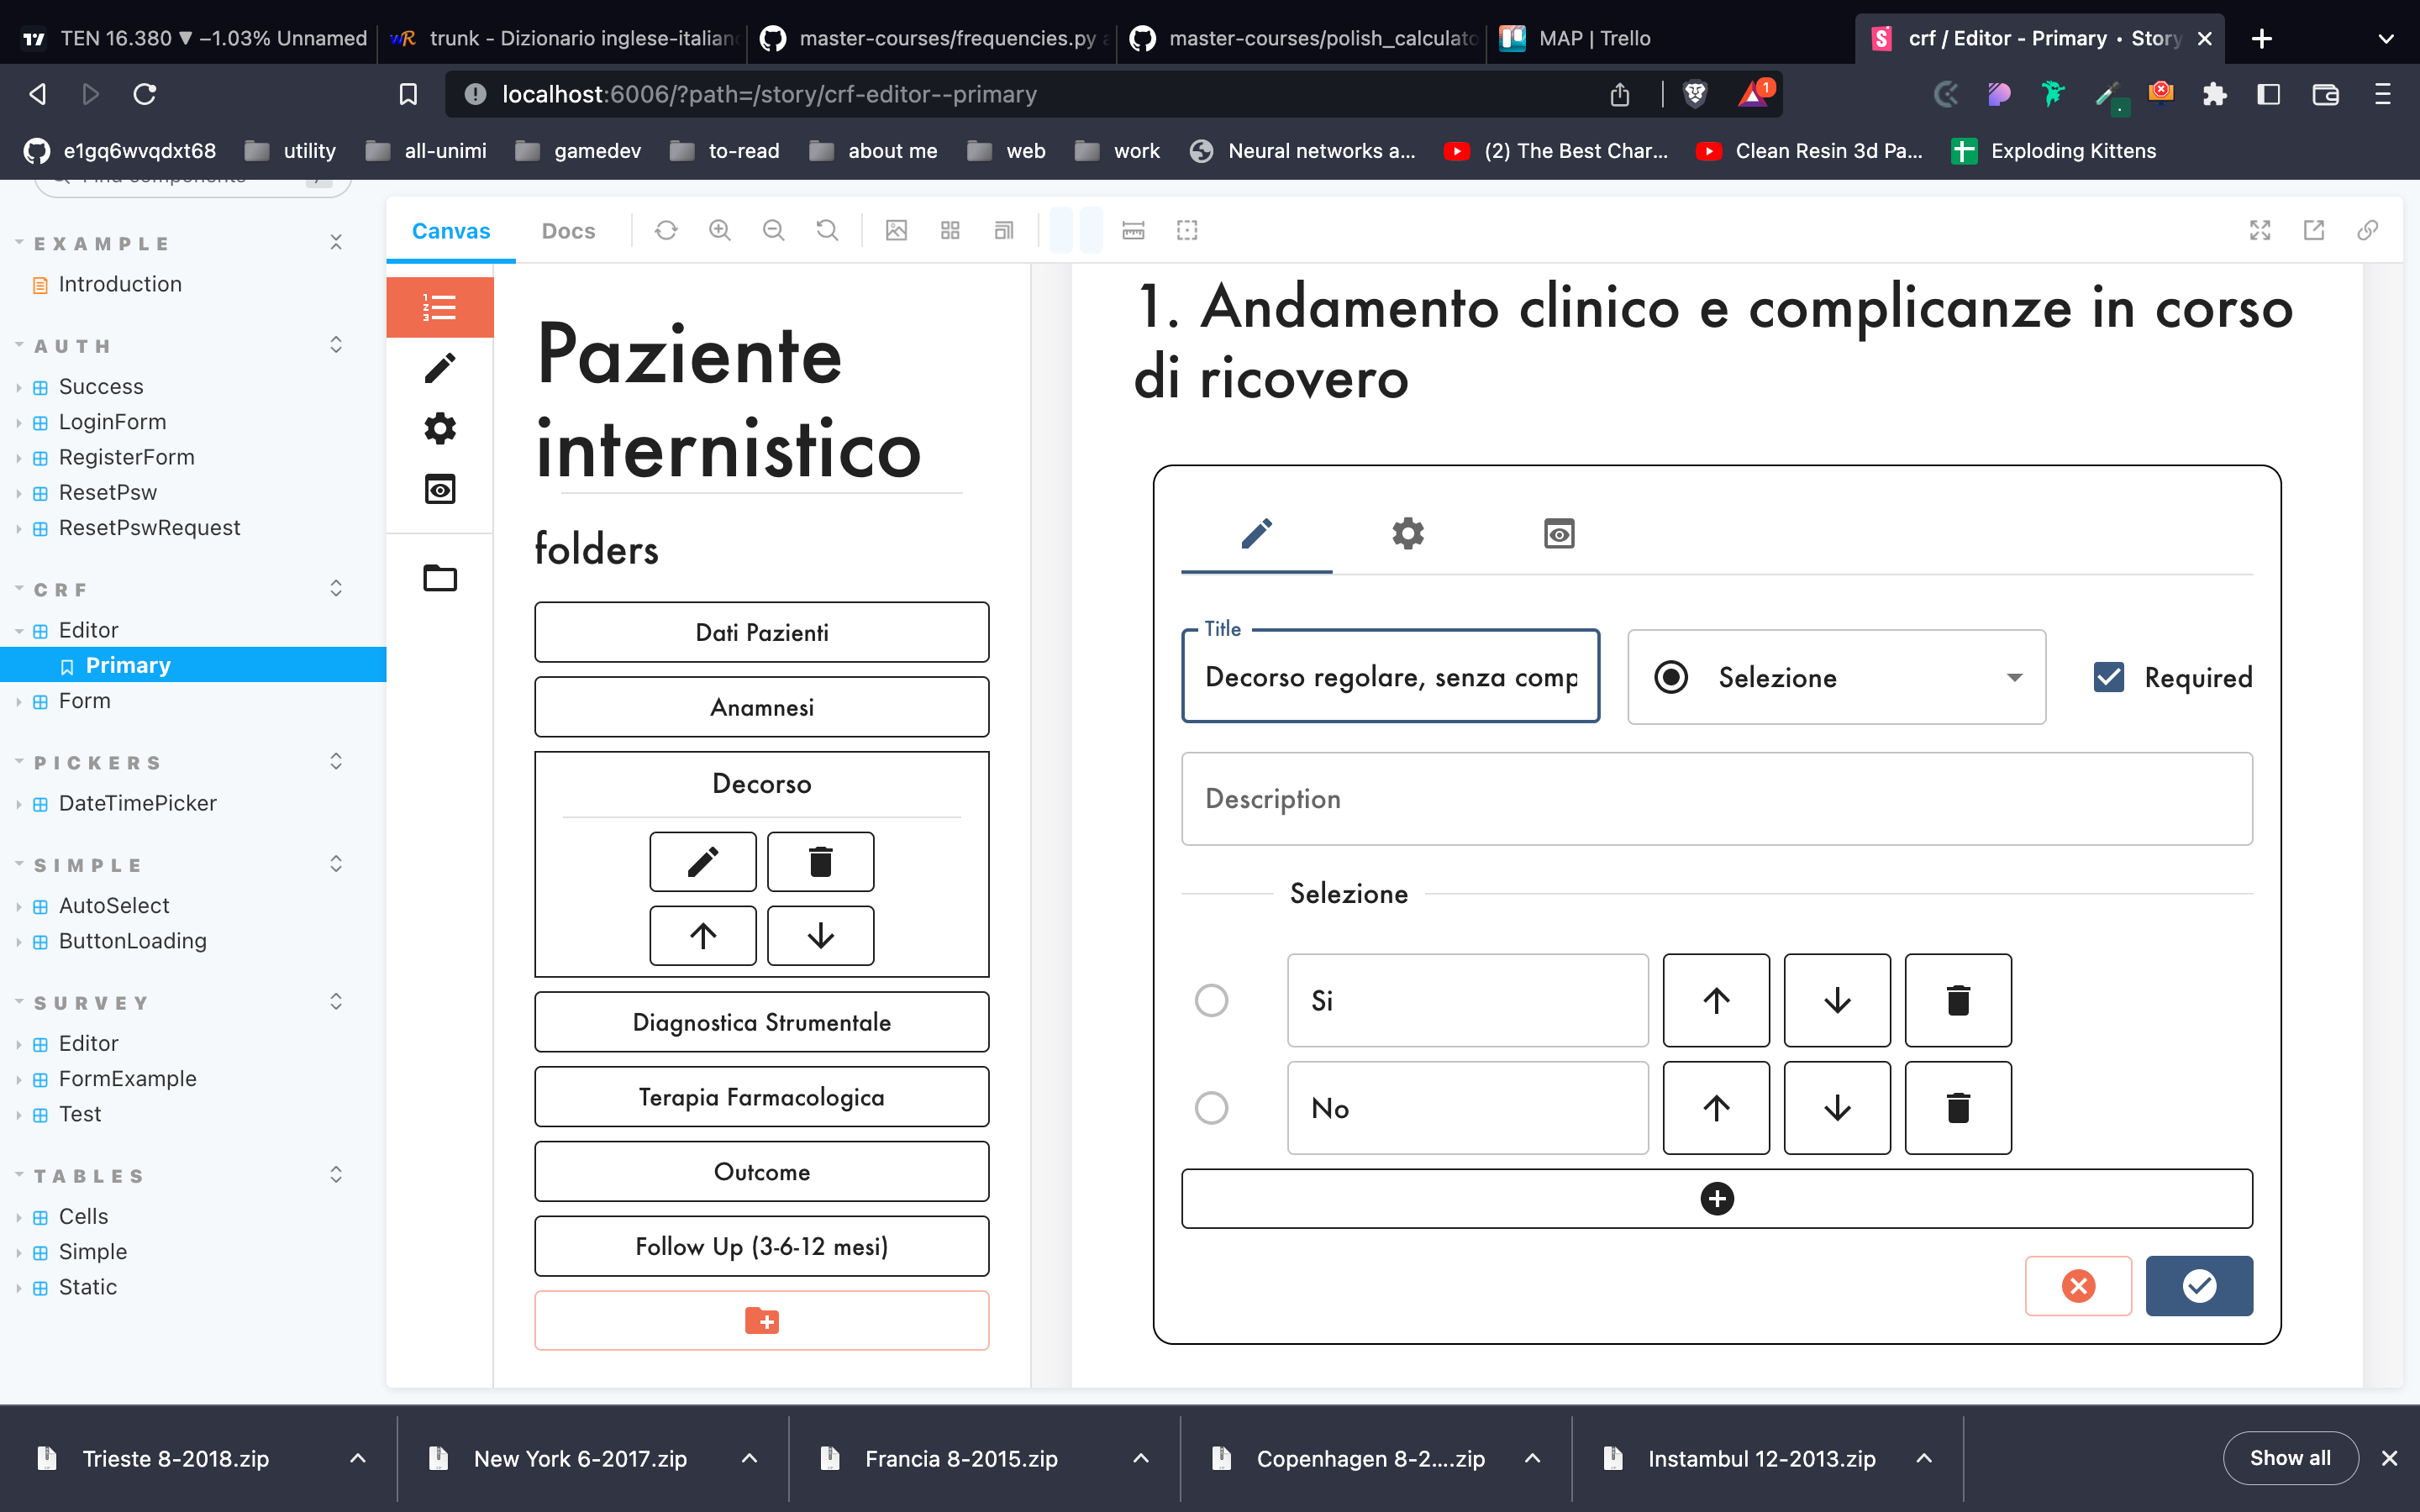 TEN 16.380 ▼ −1.03% Unnamed
trunk - Dizionario inglese-italian
master-courses/frequencies.py a
master-courses/polish_calculato
MAP | Trello
crf / Editor - Primary • Story
localhost:6006/?path=/story/crf-editor--primary
1
e1gq6wvqdxt68
utility
all-unimi
gamedev
to-read
about me
web
work
Neural networks a...
(2) The Best Char...
Clean Resin 3d Pa...
Exploding Kittens
Find components
/
EXAMPLE
Introduction
AUTH
Success
LoginForm
RegisterForm
ResetPsw
ResetPswRequest
CRF
Editor
Primary
Form
PICKERS
DateTimePicker
SIMPLE
AutoSelect
ButtonLoading
SURVEY
Editor
FormExample
Test
TABLES
Cells
Simple
Static
Canvas
Docs
Paziente
internistico
folders
Dati Pazienti
Anamnesi
Decorso
Diagnostica Strumentale
Terapia Farmacologica
Outcome
Follow Up (3-6-12 mesi)
1. Andamento clinico e complicanze in corso
di ricovero
Title
Decorso regolare, senza comp
Selezione
Required
Description
Selezione
Si
No
Trieste 8-2018.zip
New York 6-2017.zip
Francia 8-2015.zip
Copenhagen 8-2....zip
Instambul 12-2013.zip
Show all